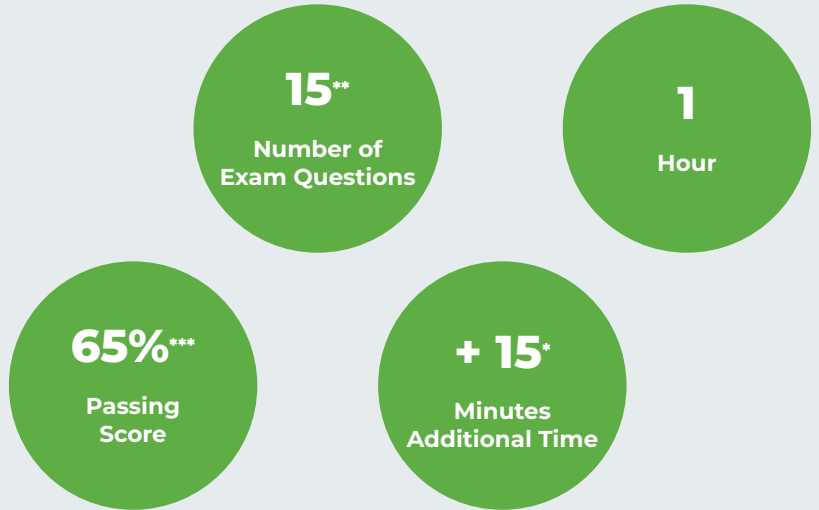 15**
Number of
Exam Questions
1
Hour
65%***
Passing
Score
+ 15*
Minutes
Additional Time